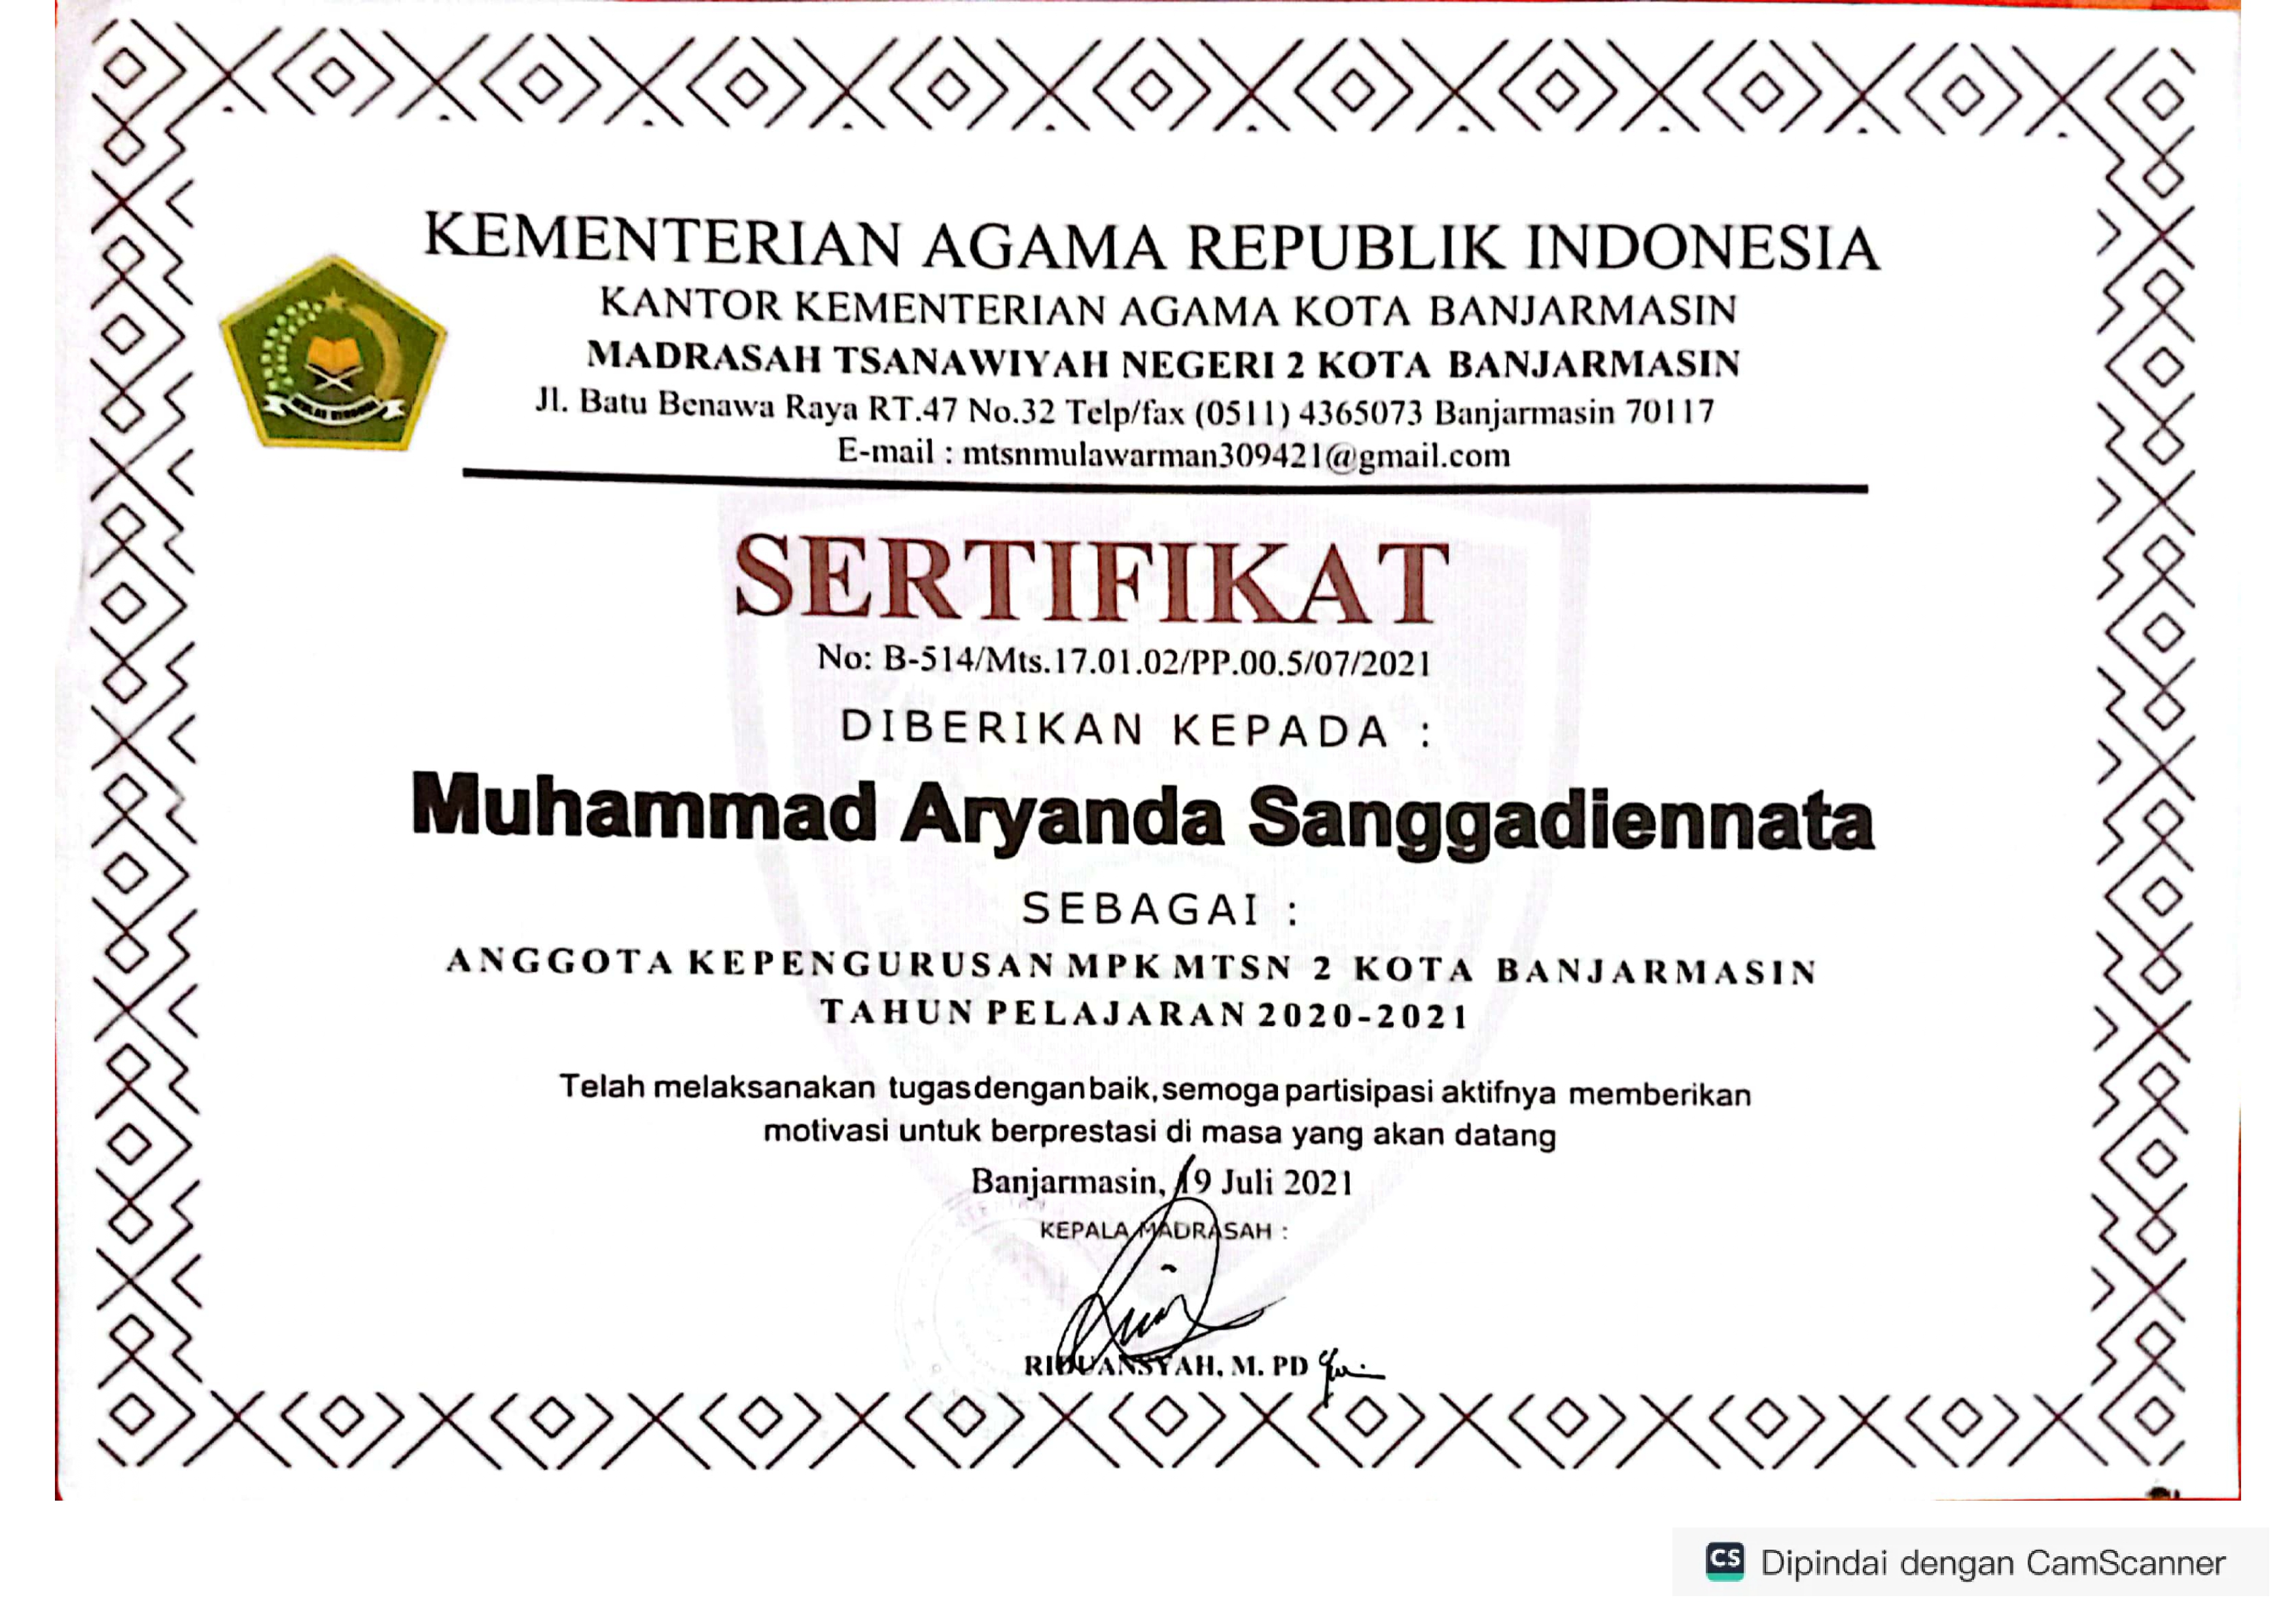 KEMENTERIAN AGAMA REPUBLIK INDONESIA
KANTOR KEMENTERIAN AGAMA KOTA BANJARMASIN
MADRASAH TSANAWIYAH NEGERI 2 KOTA BANJARMASIN
Jl. Batu Benawa Raya RT.47 No.32 Telp/fax (0511) 4365073 Banjarmasin 70117
E-mail : mtsnmulawarman309421@gmail.com
SERTIFIKAT
No: B-514/Mts.17.01.02/PP.00.5/07/2021
DIBERIKAN KEPADA :
Muhammad Aryanda Sanggadiennata
SEBAGAI :
ANGGOTA KEPENGURUSAN MPK MTSN 2 KOTA BANJARMASIN
TAHUN PELAJARAN 2020-2021
Telah melaksanakan tugas dengan baik, semoga partisipasi aktifnya memberikan
motivasi untuk berprestasi di masa yang akan datang
Banjarmasin, 19 Juli 2021
KEPALA MADRASAH :
RIDUANSYAH, M. PD
CS Dipindai dengan CamScanner